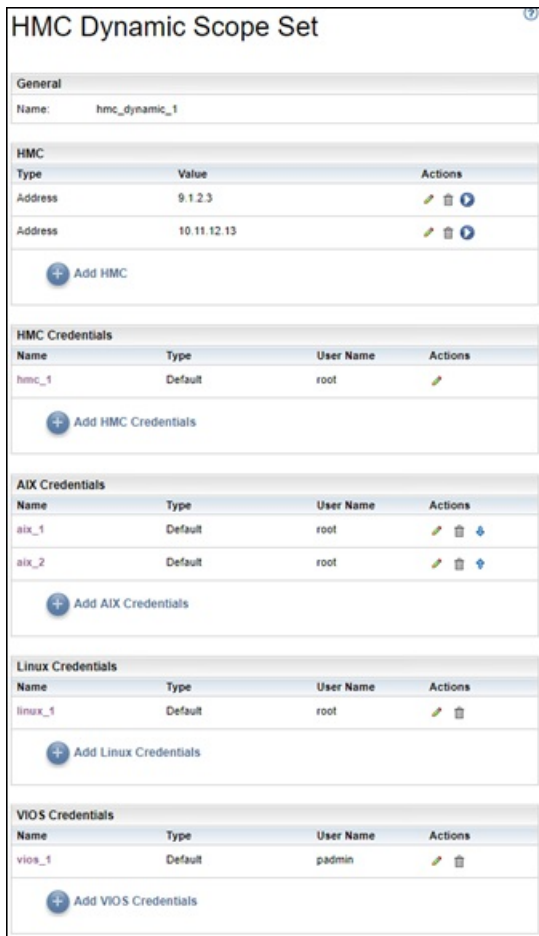 HMC Dynamic Scope Set
?
General
Name: hmc_dynamic_1
HMC
Type Value Actions
Address 9.1.2.3
Address 10.11.12.13
Add HMC
HMC Credentials
Name Type User Name Actions
hmc_1 Default root
Add HMC Credentials
AIX Credentials
Name Type User Name Actions
aix_1 Default root
aix_2 Default root
Add AIX Credentials
Linux Credentials
Name Type User Name Actions
linux_1 Default root
Add Linux Credentials
VIOS Credentials
Name Type User Name Actions
vios_1 Default padmin
Add VIOS Credentials